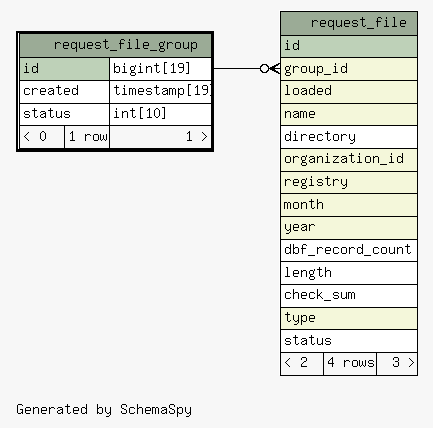 request_file_group
id bigint[19]
created timestamp[19]
status int[10]
< 0 1 row 1 >
request_file
id
group_id
loaded
name
directory
organization_id
registry
month
year
dbf_record_count
length
check_sum
type
status
< 2 4 rows 3 >
Generated by SchemaSpy